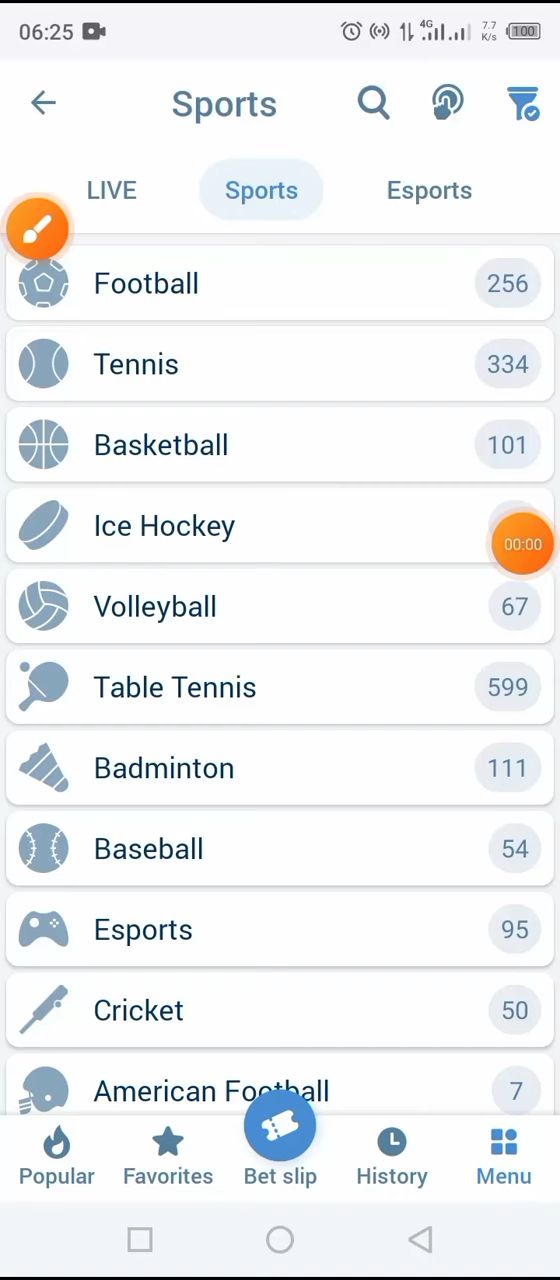 06:25 4G 7.7 K/s 100
Sports
LIVE Sports Esports
Football 256
Tennis 334
Basketball 101
Ice Hockey
00:00
Volleyball 67
Table Tennis 599
Badminton 111
Baseball 54
Esports 95
Cricket 50
American Football 7
Popular Favorites Bet slip History Menu